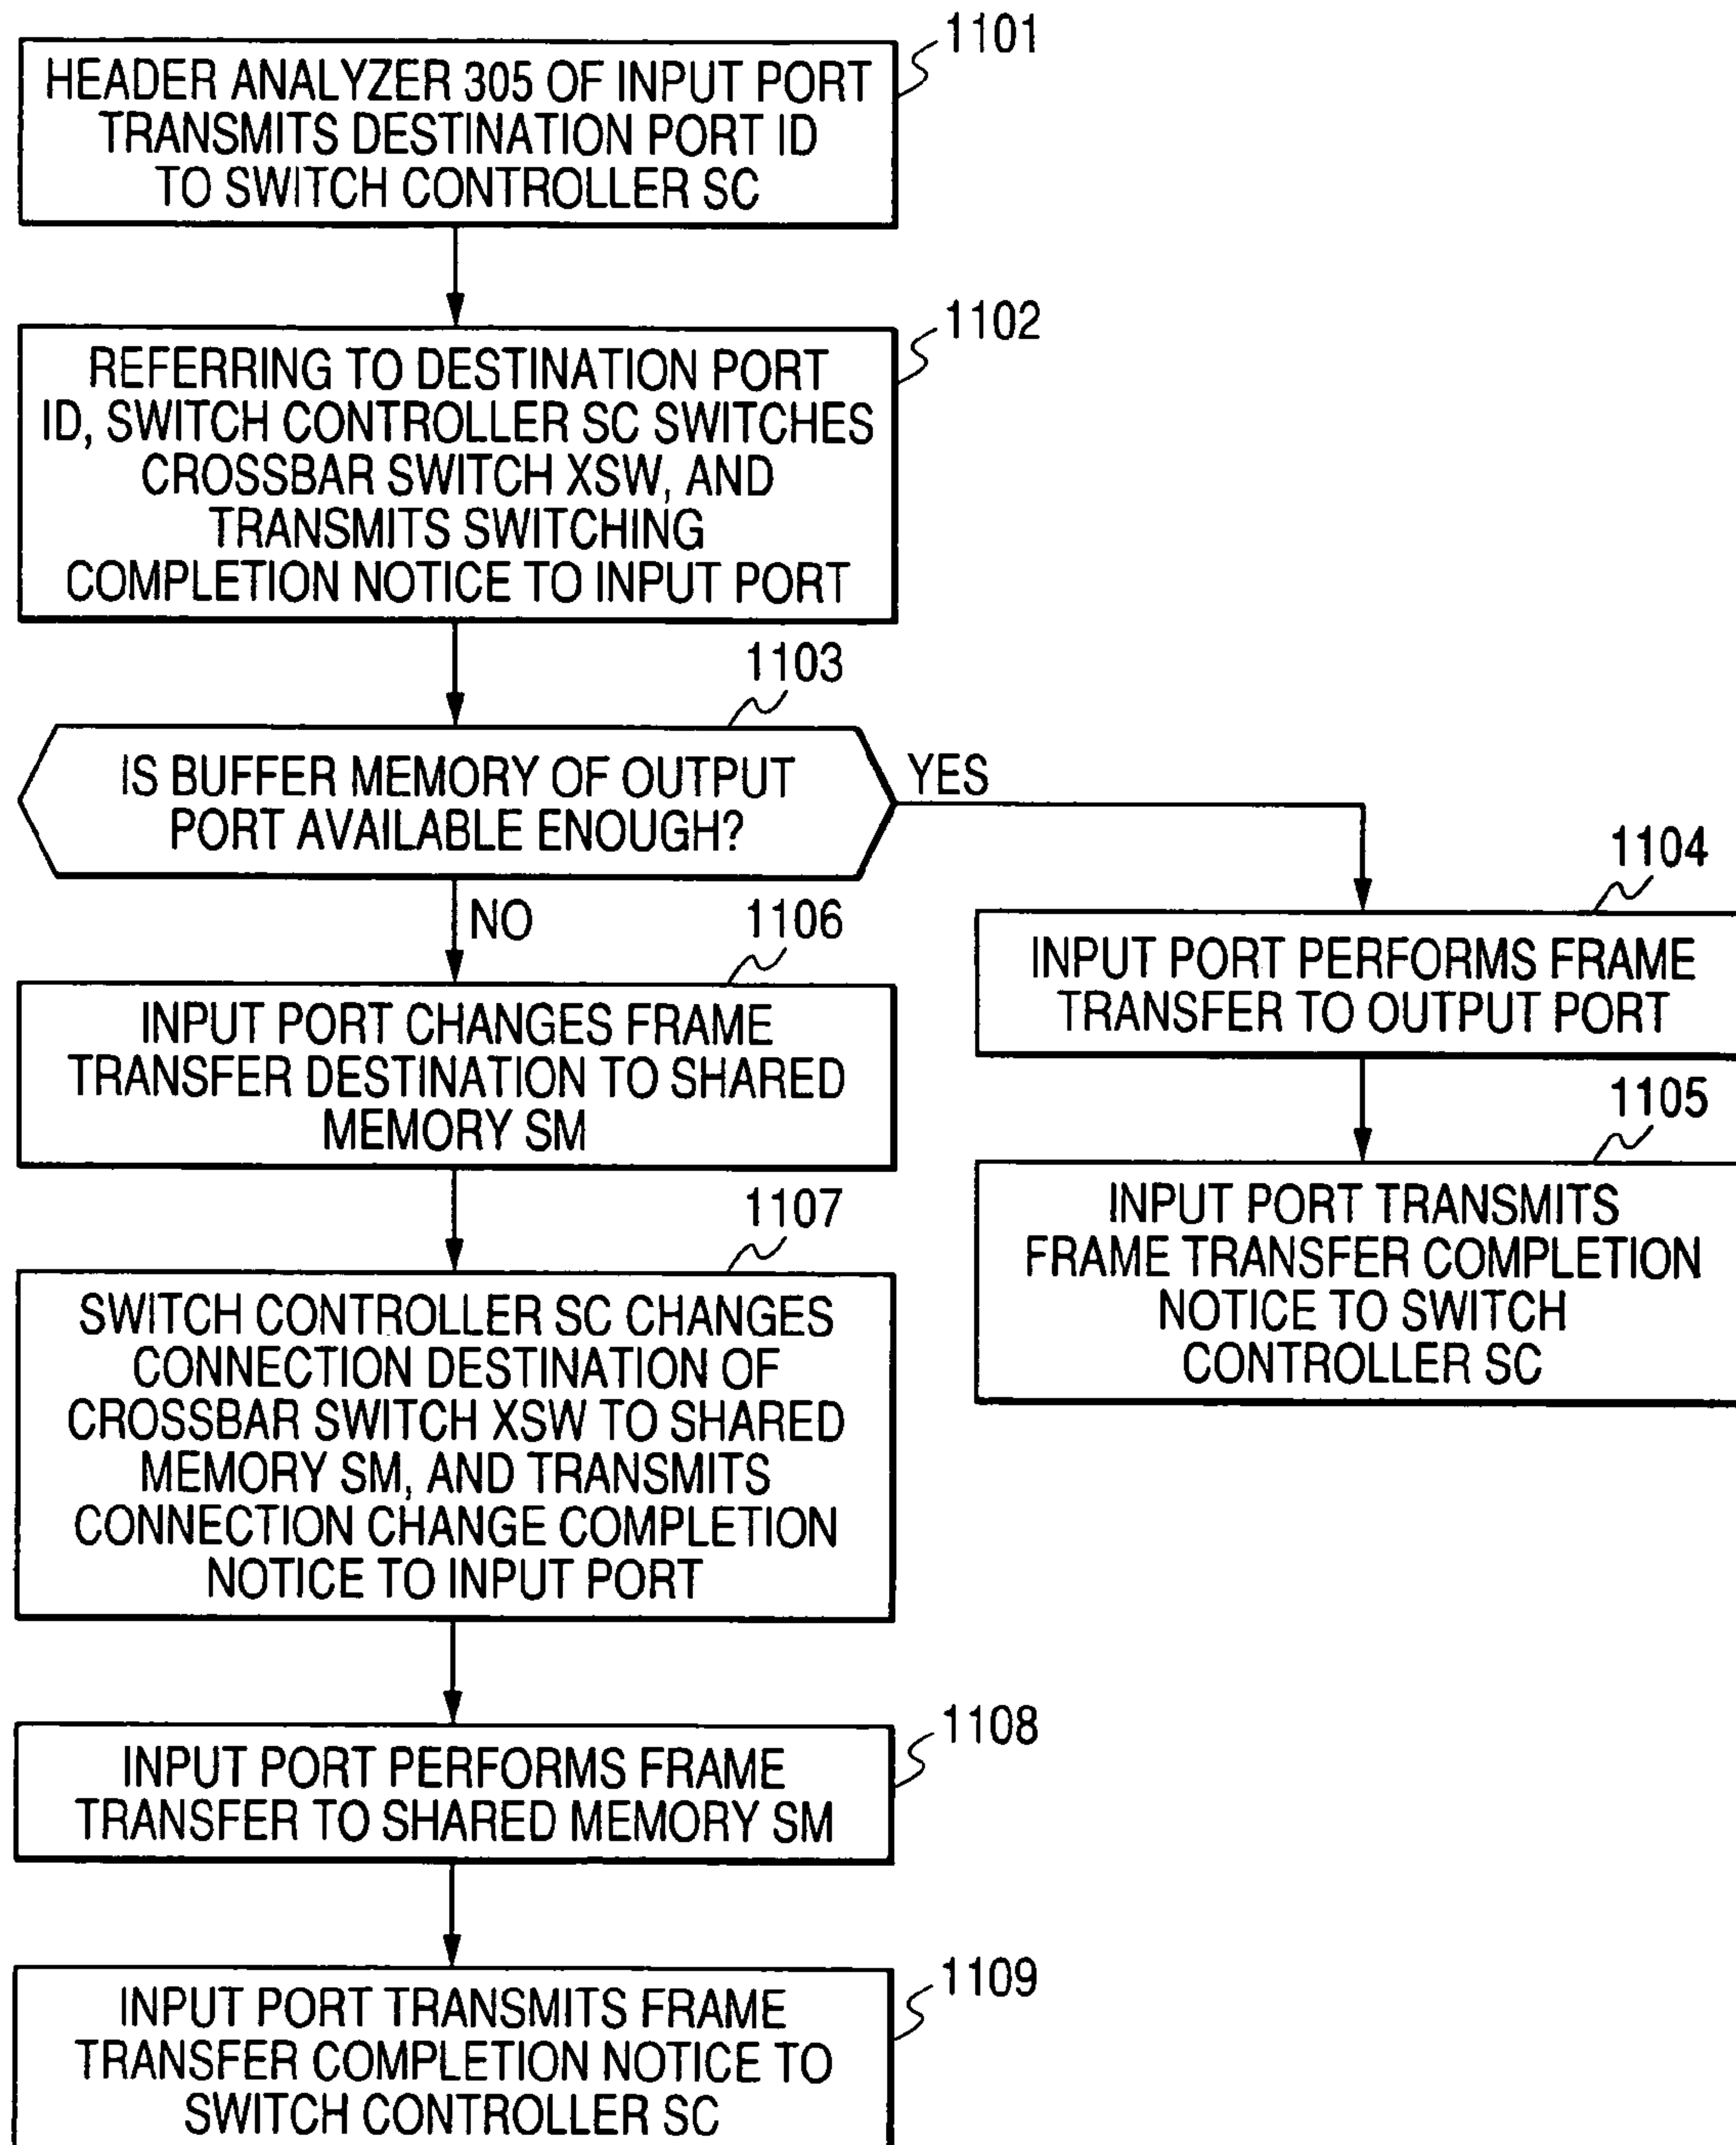 1101
HEADER ANALYZER 305 OF INPUT PORT
TRANSMITS DESTINATION PORT ID
TO SWITCH CONTROLLER SC
1102
REFERRING TO DESTINATION PORT
ID, SWITCH CONTROLLER SC SWITCHES
CROSSBAR SWITCH XSW, AND
TRANSMITS SWITCHING
COMPLETION NOTICE TO INPUT PORT
1103
IS BUFFER MEMORY OF OUTPUT
PORT AVAILABLE ENOUGH?
YES
1104
INPUT PORT PERFORMS FRAME
TRANSFER TO OUTPUT PORT
1105
INPUT PORT TRANSMITS
FRAME TRANSFER COMPLETION
NOTICE TO SWITCH
CONTROLLER SC
NO
1106
INPUT PORT CHANGES FRAME
TRANSFER DESTINATION TO SHARED
MEMORY SM
1107
SWITCH CONTROLLER SC CHANGES
CONNECTION DESTINATION OF
CROSSBAR SWITCH XSW TO SHARED
MEMORY SM, AND TRANSMITS
CONNECTION CHANGE COMPLETION
NOTICE TO INPUT PORT
1108
INPUT PORT PERFORMS FRAME
TRANSFER TO SHARED MEMORY SM
1109
INPUT PORT TRANSMITS FRAME
TRANSFER COMPLETION NOTICE TO
SWITCH CONTROLLER SC